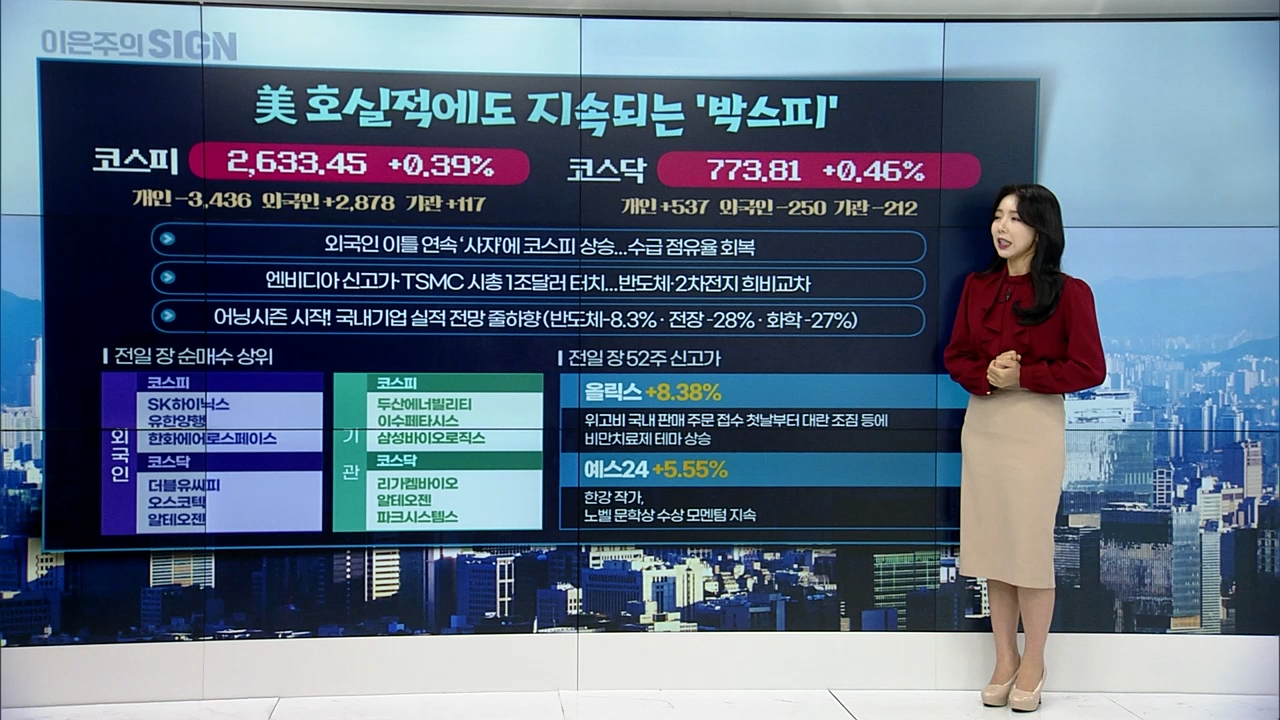 이은주의 SIGN
美 호실적에도 지속되는 '박스피'
코스피 2,633.45 +0.39%
코스닥 773.81 +0.46%
개인 -3,436 외국인 +2,878 기관 +117
개인 +537 외국인 -250 기관 -212
외국인 이틀 연속 '사자'에 코스피 상승...수급 점유율 회복
엔비디아 신고가·TSMC 시총 1조달러 터치...반도체·2차전지 희비교차
어닝시즌 시작! 국내기업 실적 전망 줄하향 (반도체-8.3% · 전장 -28% · 화학 -27%)
전일 장 순매수 상위
외국인
코스피
SK하이닉스
유한양행
한화에어로스페이스
코스닥
더블유씨피
오스코텍
알테오젠
기관
코스피
두산에너빌리티
이수페타시스
삼성바이오로직스
코스닥
리가켐바이오
알테오젠
파크시스템스
전일 장 52주 신고가
올릭스 +8.38%
위고비 국내 판매 주문 접수 첫날부터 대란 조짐 등에
비만치료제 테마 상승
예스24 +5.55%
한강 작가,
노벨 문학상 수상 모멘텀 지속